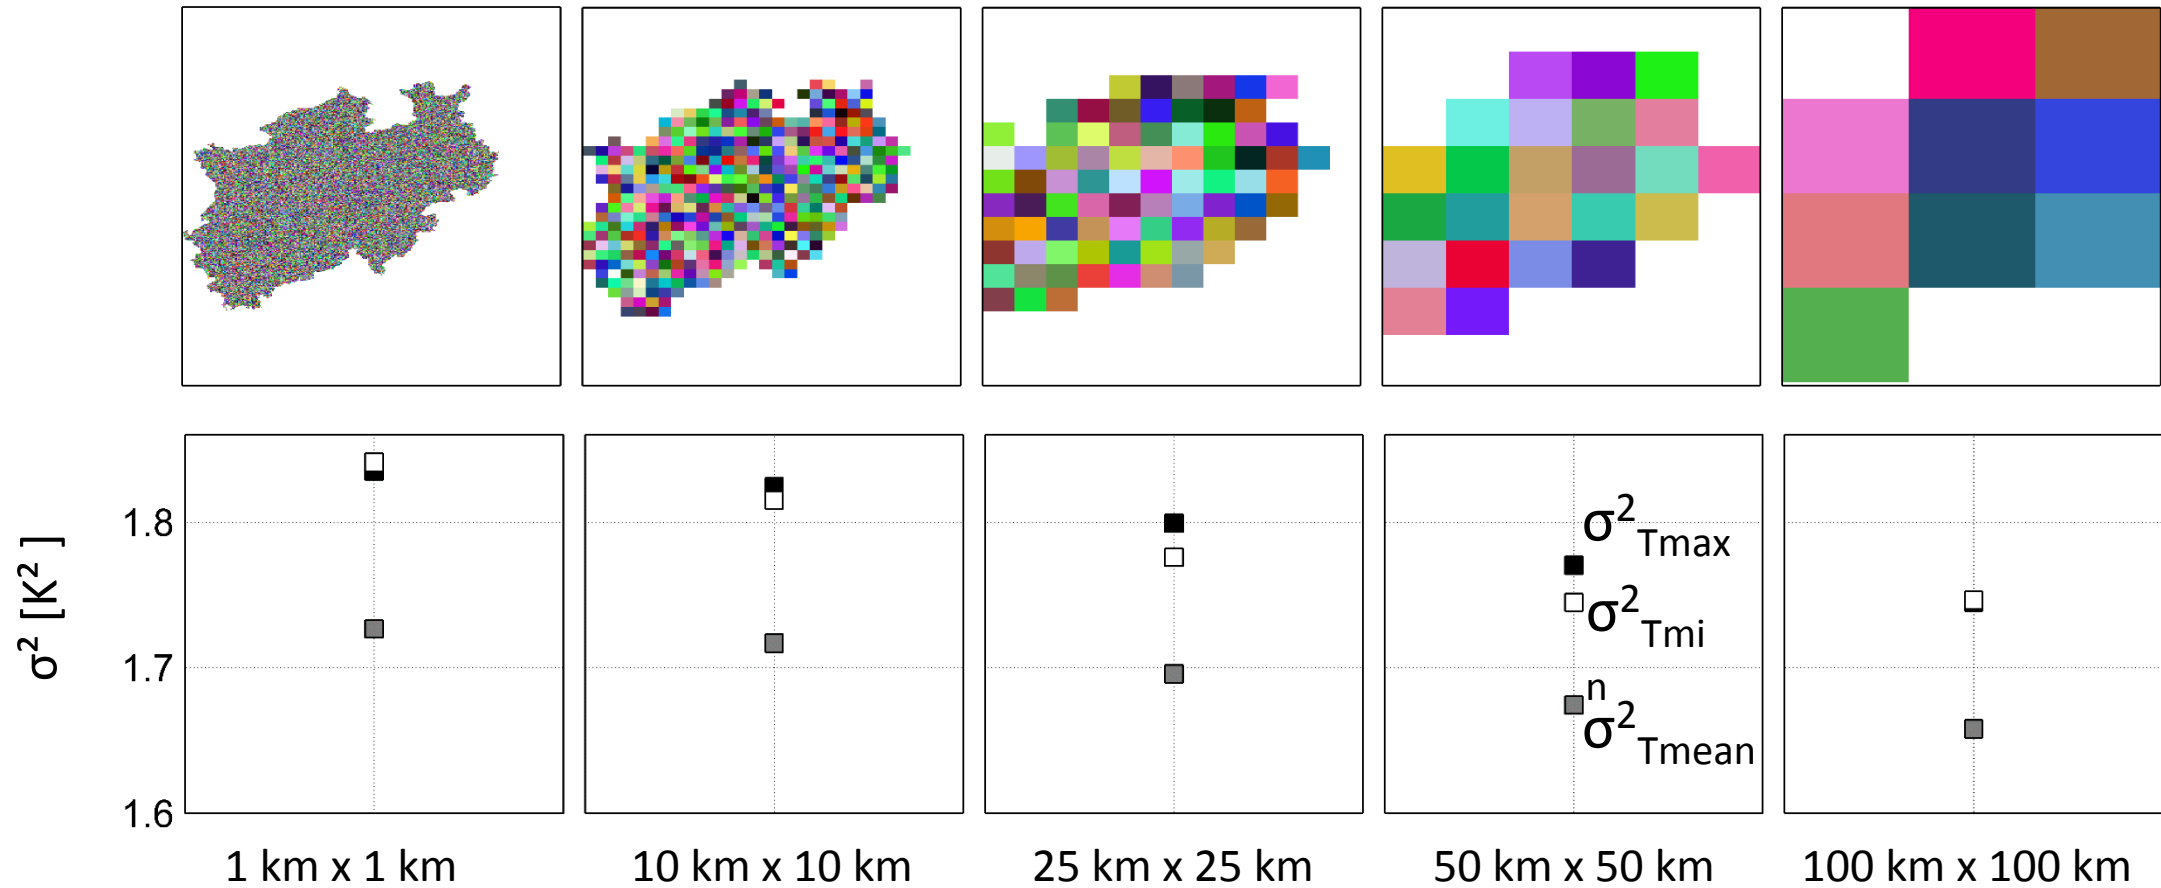 σ² [K²]
1.8
1.7
1.6
σ²Tmax
σ²Tmi
n
σ²Tmean
1 km x 1 km
10 km x 10 km
25 km x 25 km
50 km x 50 km
100 km x 100 km